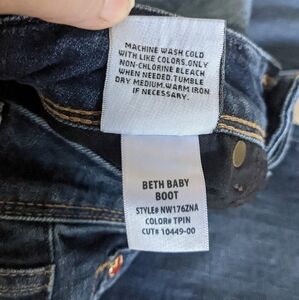 MACHINE WASH COLD
WITH LIKE COLORS.ONLY
NON-CHLORINE BLEACH
WHEN NEEDED.TUMBLE
DRY MEDIUM.WARM IRON
IF NECESSARY.
BETH BABY
BOOT
STYLE# NW176ZNA
COLOR# TPIN
CUT# 10449-00